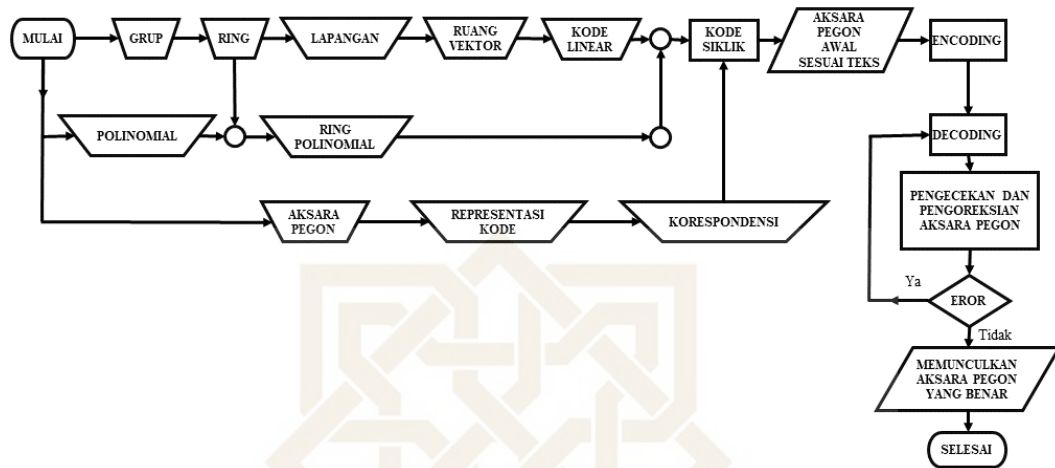 MULAI
GRUP
RING
LAPANGAN
RUANG
VEKTOR
KODE
LINEAR
KODE
SIKLIK
AKSARA
PEGON
AWAL
SESUAI TEKS
ENCODING
POLINOMIAL
RING
POLINOMIAL
DECODING
AKSARA
PEGON
REPRESENTASI
KODE
KORESPONDENSI
PENGECEKAN DAN
PENGOREKSIAN
AKSARA PEGON
Ya
EROR
Tidak
MEMUNCULKAN
AKSARA PEGON
YANG BENAR
SELESAI